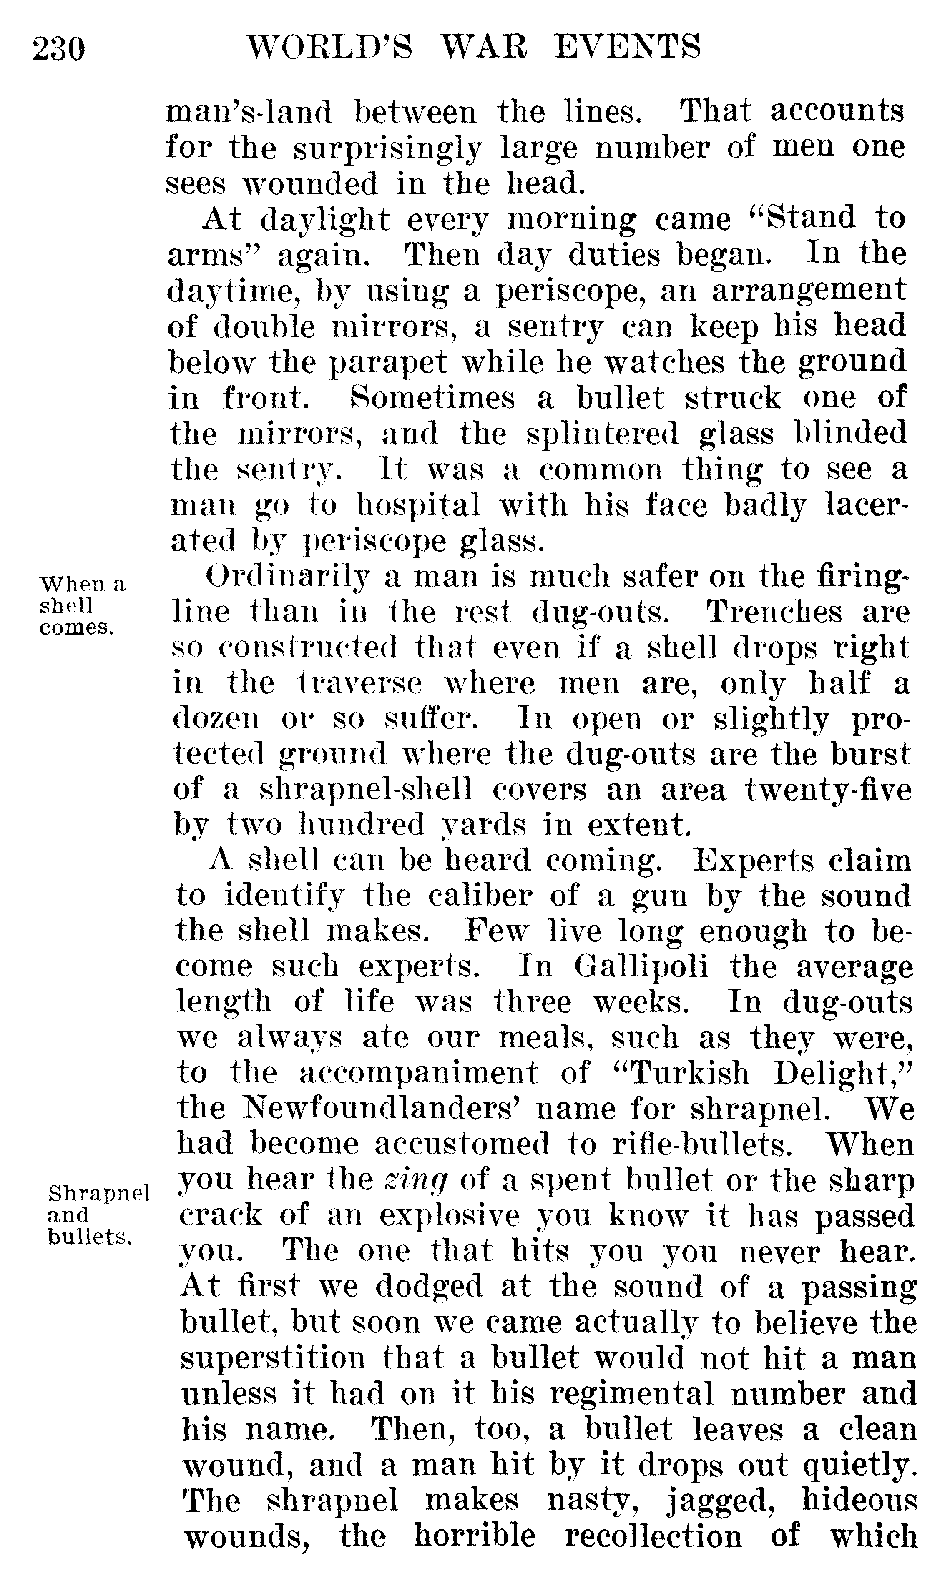 230 WORLD'S WAR EVENTS
man's-land between the lines. That accounts
for the surprisingly large number of men one
sees wounded in the head.
At daylight every morning came “Stand to
arms” again. Then day duties began. In the
daytime, by using a periscope, an arrangement
of double mirrors, a sentry can keep his head
below the parapet while he watches the ground
in front. Sometimes a bullet struck one of
the mirrors, and the splintered glass blinded
the sentry. It was a common thing to see a
man go to hospital with his face badly lacer-
ated by periscope glass.
When a
shell
comes.
Ordinarily a man is much safer on the firing-
line than in the rest dug-outs. Trenches are
so constructed that even if a shell drops right
in the traverse where men are, only half a
dozen or so suffer. In open or slightly pro-
tected ground where the dug-outs are the burst
of a shrapnel-shell covers an area twenty-five
by two hundred yards in extent.
A shell can be heard coming. Experts claim
to identify the caliber of a gun by the sound
the shell makes. Few live long enough to be-
come such experts. In Gallipoli the average
length of life was three weeks. In dug-outs
we always ate our meals, such as they were,
to the accompaniment of “Turkish Delight,”
the Newfoundlanders' name for shrapnel. We
had become accustomed to rifle-bullets. When
Shrapnel
and
bullets.
you hear the zing of a spent bullet or the sharp
crack of an explosive you know it has passed
you. The one that hits you you never hear.
At first we dodged at the sound of a passing
bullet, but soon we came actually to believe the
superstition that a bullet would not hit a man
unless it had on it his regimental number and
his name. Then, too, a bullet leaves a clean
wound, and a man hit by it drops out quietly.
The shrapnel makes nasty, jagged, hideous
wounds, the horrible recollection of which